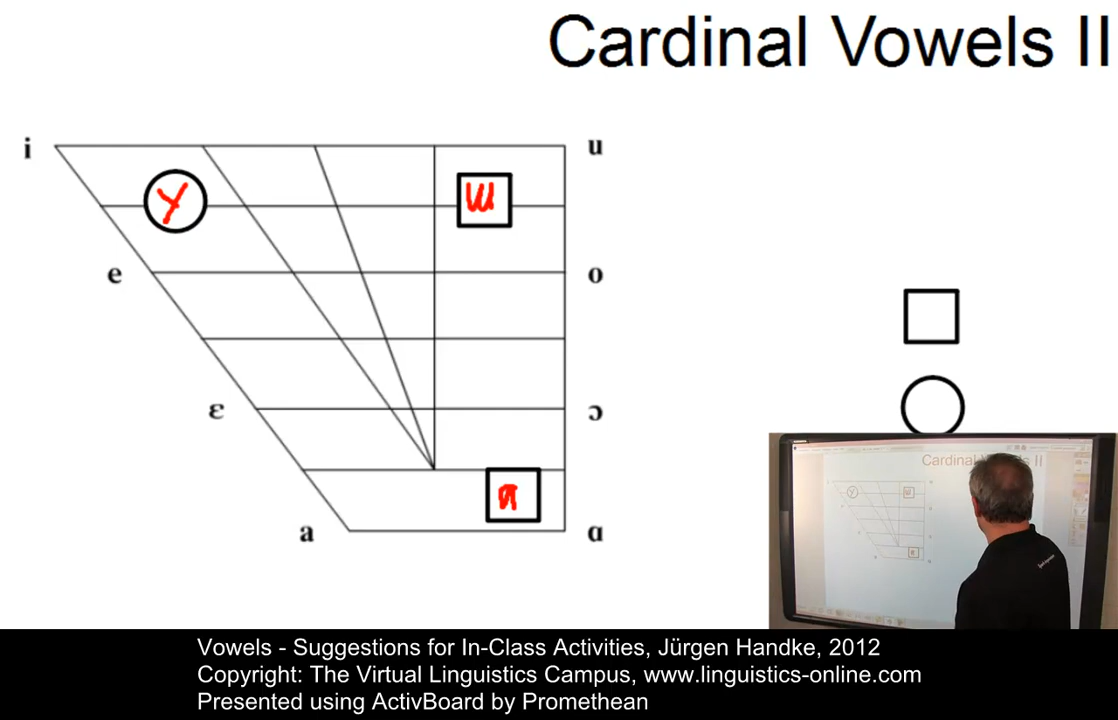 Cardinal Vowels II
i
u
y
ɯ
e
o
ɛ
ɔ
a
ɑ
Vowels - Suggestions for In-Class Activities, Jürgen Handke, 2012
Copyright: The Virtual Linguistics Campus, www.linguistics-online.com
Presented using ActivBoard by Promethean